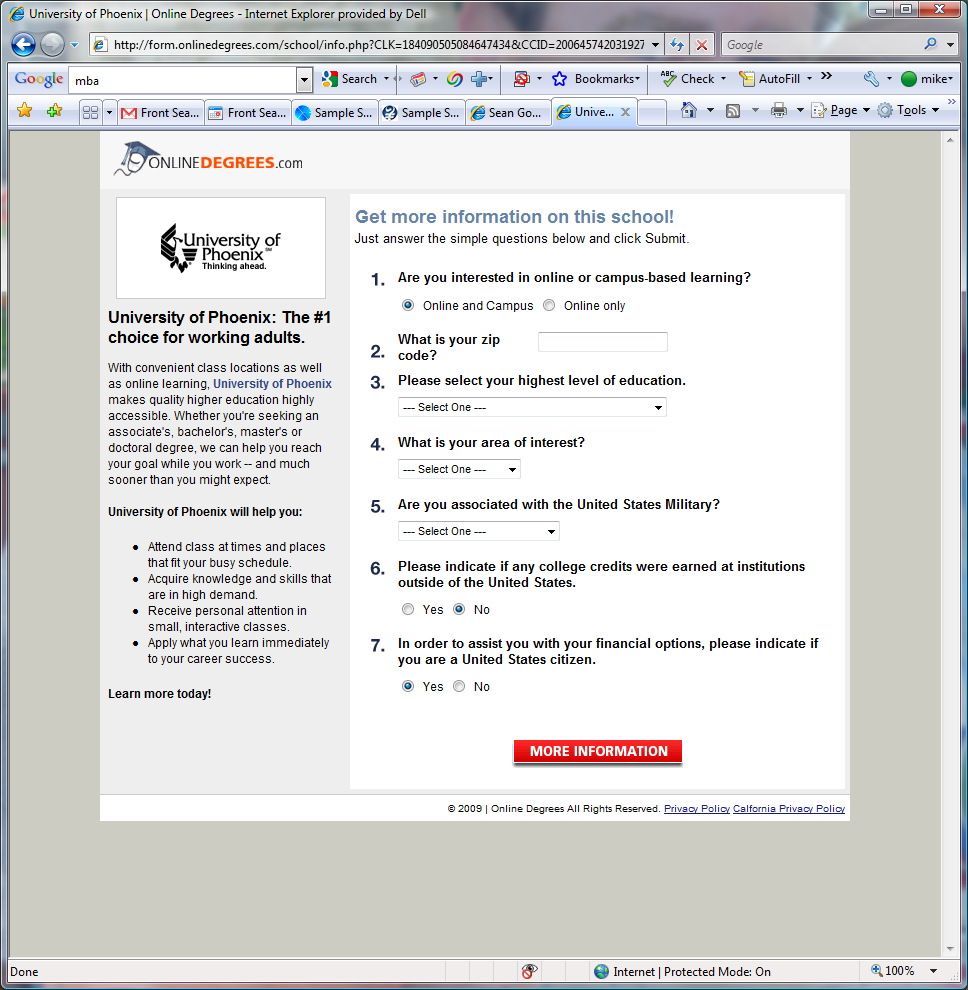 University of Phoenix | Online Degrees - Internet Explorer provided by Dell
http://form.onlinedegrees.com/school/info.php?CLK=184090505084647434&CCID=200645742031927
Google
Google mba Search Bookmarks ABC Check AutoFill » mike
Front Sea... Front Sea... Sample S... Sample S... Sean Go... Unive... Page Tools »
ONLINEDEGREES.com
University of
Phoenix SM
Thinking ahead.
University of Phoenix: The #1
choice for working adults.
With convenient class locations as well
as online learning, University of Phoenix
makes quality higher education highly
accessible. Whether you're seeking an
associate's, bachelor's, master's or
doctoral degree, we can help you reach
your goal while you work -- and much
sooner than you might expect.
University of Phoenix will help you:
Attend class at times and places
that fit your busy schedule.
Acquire knowledge and skills that
are in high demand.
Receive personal attention in
small, interactive classes.
Apply what you learn immediately
to your career success.
Learn more today!
Get more information on this school!
Just answer the simple questions below and click Submit.
1. Are you interested in online or campus-based learning?
Online and Campus Online only
2. What is your zip
code?
3. Please select your highest level of education.
--- Select One ---
4. What is your area of interest?
--- Select One ---
5. Are you associated with the United States Military?
--- Select One ---
6. Please indicate if any college credits were earned at institutions
outside of the United States.
Yes No
7. In order to assist you with your financial options, please indicate if
you are a United States citizen.
Yes No
MORE INFORMATION
© 2009 | Online Degrees All Rights Reserved. Privacy Policy Calfornia Privacy Policy
Done
Internet | Protected Mode: On
100%